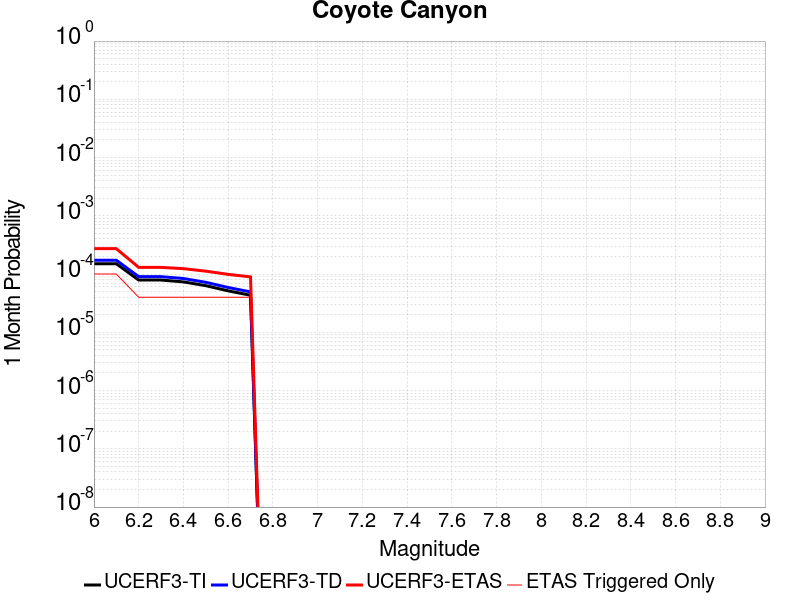 Coyote Canyon
10^0
10^-1
10^-2
10^-3
10^-4
10^-5
10^-6
10^-7
10^-8
1 Month Probability
6 6.2 6.4 6.6 6.8 7 7.2 7.4 7.6 7.8 8 8.2 8.4 8.6 8.8 9
Magnitude
UCERF3-TI UCERF3-TD UCERF3-ETAS ETAS Triggered Only